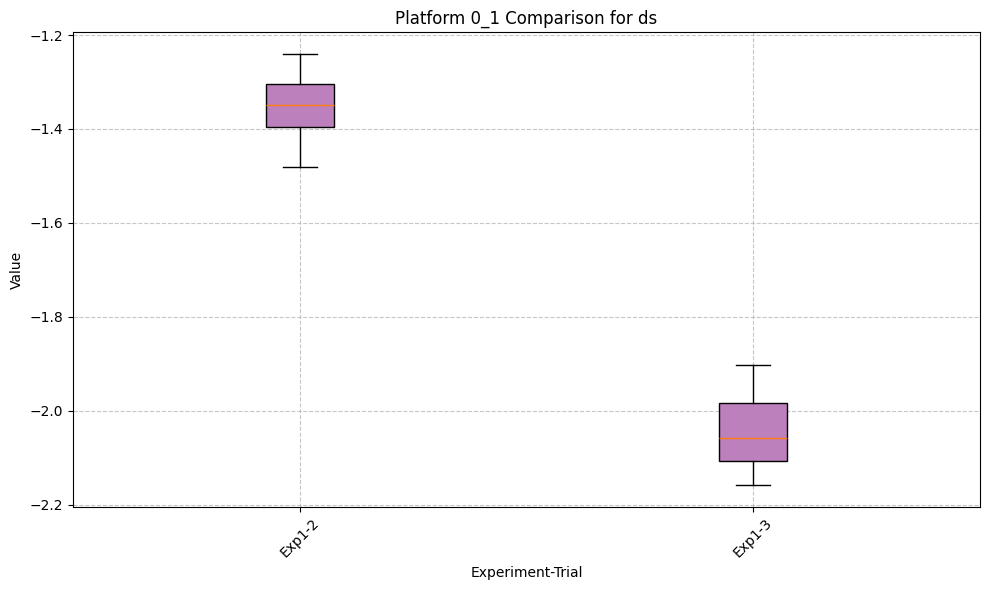 Platform 0_1 Comparison for ds
−1.2
−1.4
−1.6
−1.8
−2.0
−2.2
Value
Exp1-2
Exp1-3
Experiment-Trial